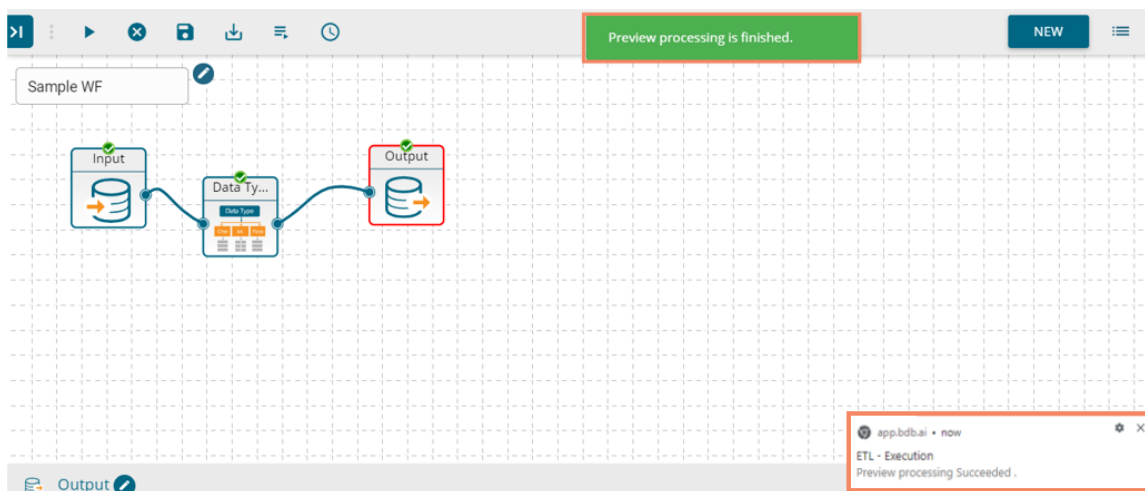 Preview processing is finished.
NEW
Sample WF
Input
Data Ty...
Output
Data Type
app.bdb.ai • now
ETL - Execution
Preview processing Succeeded .
Output